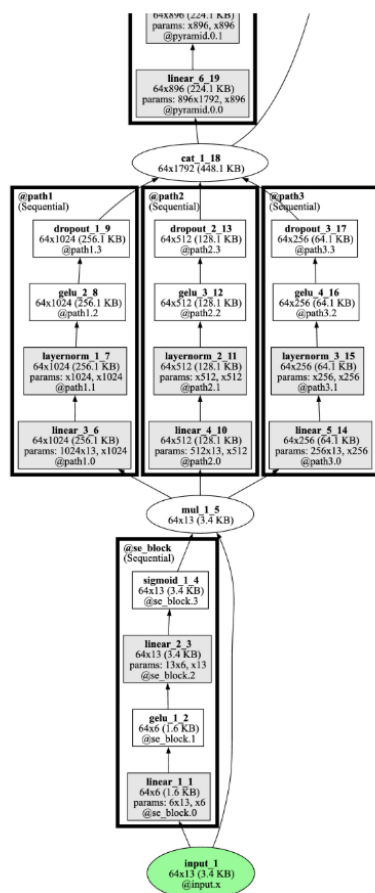 64x896 (224.1 KB)
params: x896, x896
@pyramid.0.1
linear_6_19
64x896 (224.1 KB)
params: 896x1792, x896
@pyramid.0.0
cat_1_18
64x1792 (448.1 KB)
@path1
(Sequential)
dropout_1_9
64x1024 (256.1 KB)
@path1.3
gelu_2_8
64x1024 (256.1 KB)
@path1.2
layernorm_1_7
64x1024 (256.1 KB)
params: x1024, x1024
@path1.1
linear_3_6
64x1024 (256.1 KB)
params: 1024x13, x1024
@path1.0
@path2
(Sequential)
dropout_2_13
64x512 (128.1 KB)
@path2.3
gelu_3_12
64x512 (128.1 KB)
@path2.2
layernorm_2_11
64x512 (128.1 KB)
params: x512, x512
@path2.1
linear_4_10
64x512 (128.1 KB)
params: 512x13, x512
@path2.0
@path3
(Sequential)
dropout_3_17
64x256 (64.1 KB)
@path3.3
gelu_4_16
64x256 (64.1 KB)
@path3.2
layernorm_3_15
64x256 (64.1 KB)
params: x256, x256
@path3.1
linear_5_14
64x256 (64.1 KB)
params: 256x13, x256
@path3.0
mul_1_5
64x13 (3.4 KB)
@se_block
(Sequential)
sigmoid_1_4
64x13 (3.4 KB)
@se_block.3
linear_2_3
64x13 (3.4 KB)
params: 13x6, x13
@se_block.2
gelu_1_2
64x6 (1.6 KB)
@se_block.1
linear_1_1
64x6 (1.6 KB)
params: 6x13, x6
@se_block.0
input_1
64x13 (3.4 KB)
@input.x